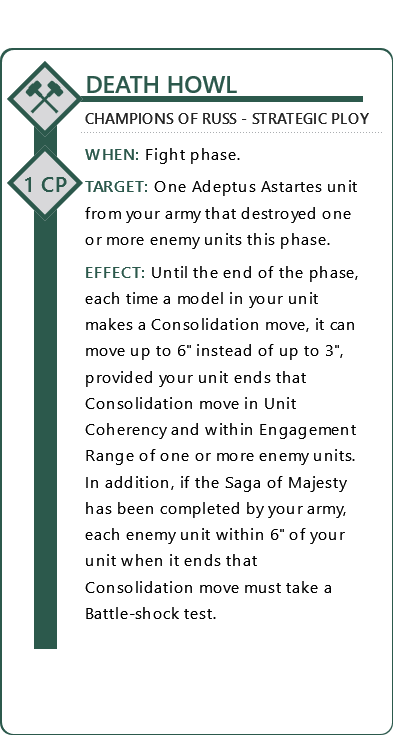 DEATH HOWL
CHAMPIONS OF RUSS - STRATEGIC PLOY
1 CP
WHEN: Fight phase.
TARGET: One Adeptus Astartes unit
from your army that destroyed one
or more enemy units this phase.
EFFECT: Until the end of the phase,
each time a model in your unit
makes a Consolidation move, it can
move up to 6" instead of up to 3",
provided your unit ends that
Consolidation move in Unit
Coherency and within Engagement
Range of one or more enemy units.
In addition, if the Saga of Majesty
has been completed by your army,
each enemy unit within 6" of your
unit when it ends that
Consolidation move must take a
Battle-shock test.